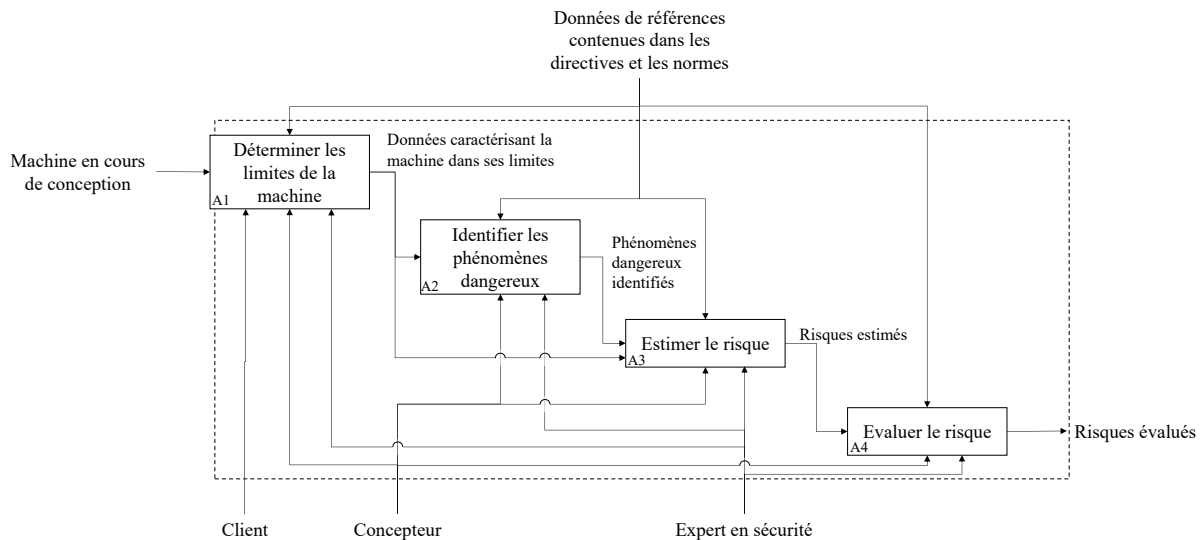 Données de références
contenues dans les
directives et les normes
Machine en cours
de conception
Déterminer les
limites de la
machine
A1
Données caractérisant la
machine dans ses limites
Identifier les
phénomènes
dangereux
A2
Phénomènes
dangereux
identifiés
Estimer le risque
A3
Risques estimés
Evaluer le risque
A4
Risques évalués
Client
Concepteur
Expert en sécurité